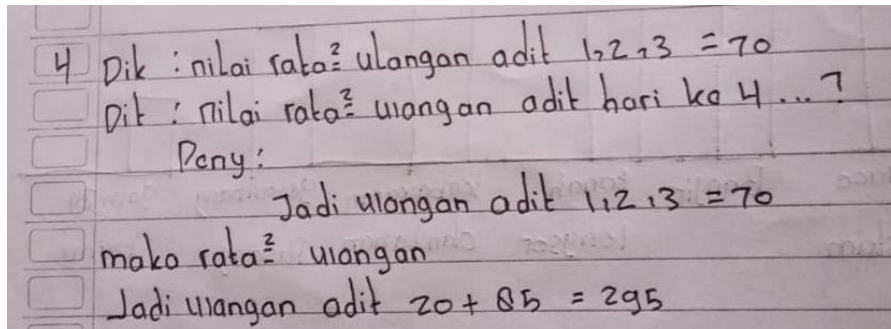 4 Dik : nilai rata² ulangan adit 1,2,3 = 70
Dit : nilai rata² ulangan adit hari ke 4 ... ?
Peny :
Jadi ulangan adit 1,2,3 = 70
maka rata² ulangan
Jadi ulangan adit 20 + 85 = 295